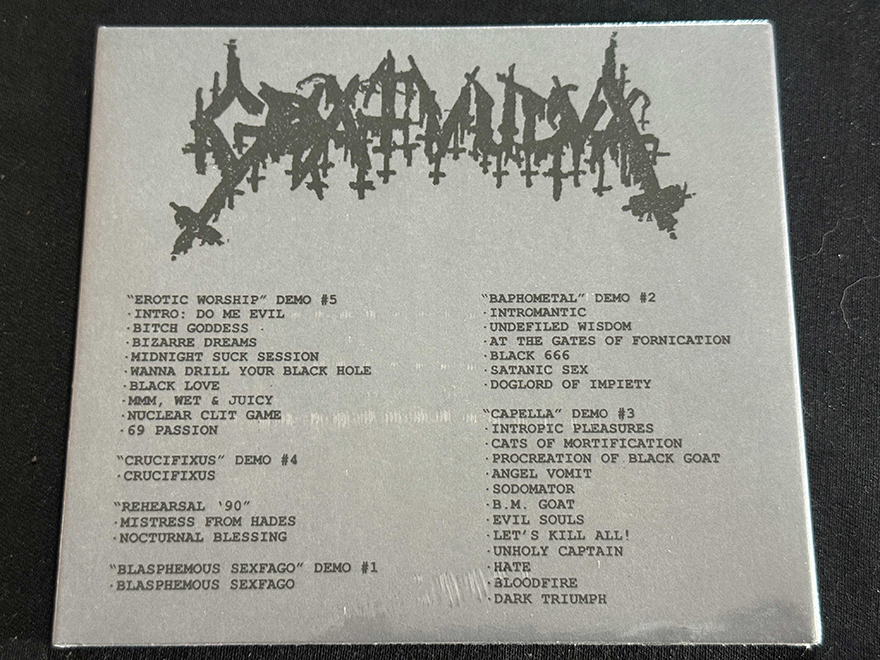 GOATVULVA
"EROTIC WORSHIP" DEMO #5
·INTRO: DO ME EVIL
·BITCH GODDESS
·BIZARRE DREAMS
·MIDNIGHT SUCK SESSION
·WANNA DRILL YOUR BLACK HOLE
·BLACK LOVE
·MMM, WET & JUICY
·NUCLEAR CLIT GAME
·69 PASSION
"CRUCIFIXUS" DEMO #4
·CRUCIFIXUS
"REHEARSAL '90"
·MISTRESS FROM HADES
·NOCTURNAL BLESSING
"BLASPHEMOUS SEXFAGO" DEMO #1
·BLASPHEMOUS SEXFAGO
"BAPHOMETAL" DEMO #2
·INTROMANTIC
·UNDEFILED WISDOM
·AT THE GATES OF FORNICATION
·BLACK 666
·SATANIC SEX
·DOGLORD OF IMPIETY
"CAPELLA" DEMO #3
·INTROPIC PLEASURES
·CATS OF MORTIFICATION
·PROCREATION OF BLACK GOAT
·ANGEL VOMIT
·SODOMATOR
·B.M. GOAT
·EVIL SOULS
·LET'S KILL ALL!
·UNHOLY CAPTAIN
·HATE
·BLOODFIRE
·DARK TRIUMPH